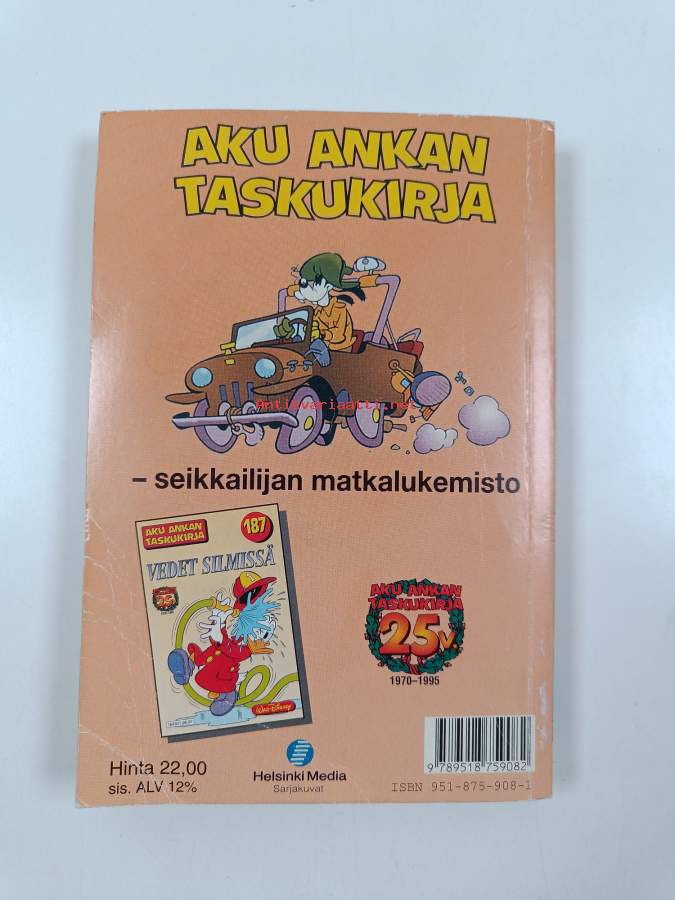 AKU ANKAN
TASKUKIRJA
Antikvariaatti.net
– seikkailijan matkalukemisto
AKU ANKAN
TASKUKIRJA
187
VEDET SILMISSÄ
25v.
WALT DISNEY
AKU ANKAN
TASKUKIRJA
25v.
1970–1995
Hinta 22,00
sis. ALV 12%
Helsinki Media
Sarjakuvat
9 789518 759082
ISBN 951-875-908-1